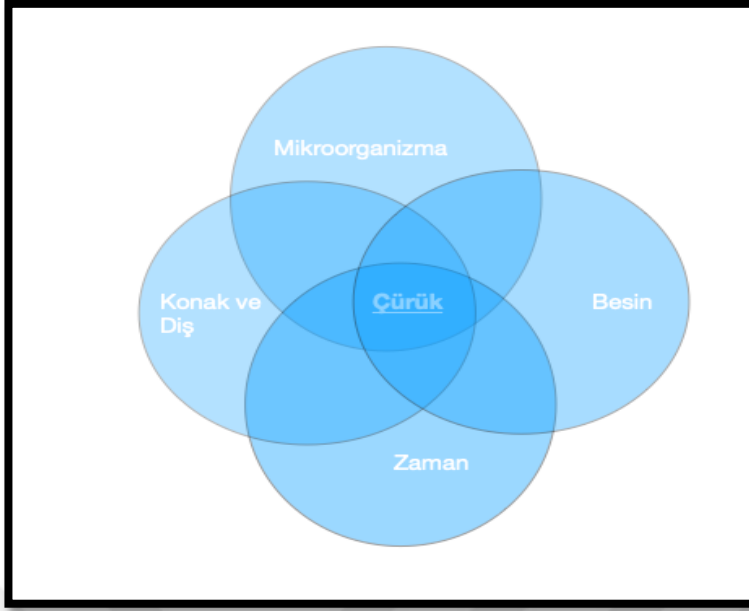 Mikroorganizma
Konak ve
Diş
Çürük
Besin
Zaman